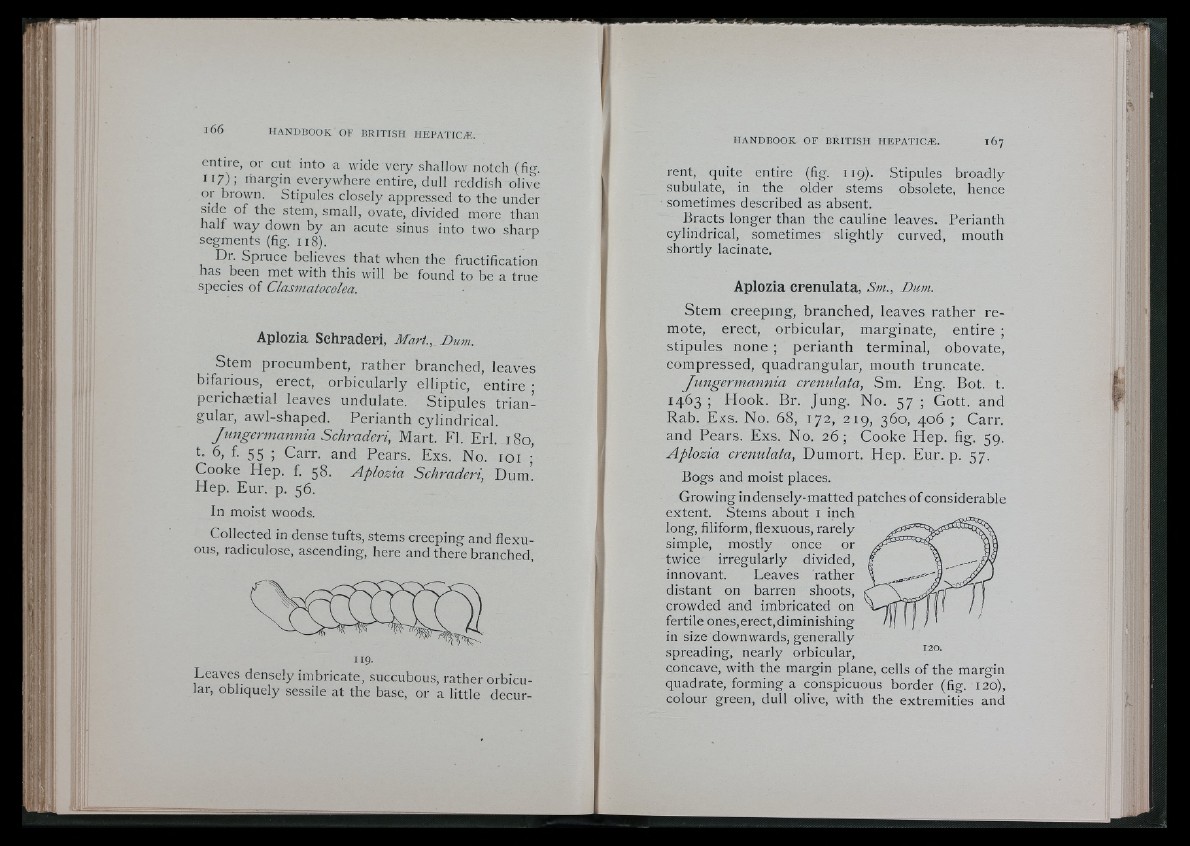 166 HANDBOOK OF BRITISH HEPATICÆ.
entire, or cut into a wide very shallow notch (fig.
117); margin everywhere entire, dull reddish olive
or brown. Stipules closely appressed to the under
side of the stem, small, ovate, divided more than
half way down by an acute sinus into two sharp
segments (fig. 118).
Dr. Spruce believes that when the fructification
has been met with this will be found to be a true
species of Clasmatocolea.
Aplozia Schraderi, Mart., Dum.
Stem procumbent, rather branched, leaves
bifarious, erect, orbicularly elliptic, entire ;
perichætial leaves undulate. Stipules trian-
gular, awl-shaped. Perianth cylindrical.
Jungermannia Schraderi, Mart. Fl. Erl. 180,
t. 6, f. 55 ; Carr. and Pears. Exs. No. 101 ;
Cooke Hep. f. 58. Aplozia Schraderi, Dum.
Hep. Eur. p. 56.
In moist woods.
Collected in dense tufts, stems creeping and flexu-
ous, radiculose, ascending, here and there branched,
119.
Leaves densely imbricate, succubous, rather orbicu-
lar, obliquely sessile at the base, or a little decur-
HANDBOOK OF BRITISH HEPATICÆ. 167
rent, quite entire (fig. 119). Stipules broadly
subulate, in the older stems obsolete, hence
sometimes described as absent.
Bracts longer than the cauline leaves. Perianth
cylindrical, sometimes slightly curved, mouth
shortly lacinate.
Aplozia crenulata, Sm., Dum.
Stem creeping, branched, leaves rather re-
mote, erect, orbicular, marginate, entire ;
stipules none ; perianth terminal, obovate,
compressed, quadrangular, mouth truncate.
Jungermannia crenulata, Sm. Eng. Bot. t.
1463 ; Hook. Br. Jung. No. 57 ; Gott. and
Rab. Exs. No. 68, 172, 219, 360, 406 ; Carr.
and Pears. Exs. No. 26 ; Cooke Hep. fig. 59.
Aplozia crenulata, Dumort. Hep. Eur. p. 57.
Bogs and moist places.
Growing in densely-matted patches of considerable
extent. Stems about 1 inch
long, filiform, flexuous, rarely
simple, mostly once or
twice irregularly divided,
innovant. Leaves rather
distant on barren shoots,
crowded and imbricated on
fertile ones, erect, diminishing
in size downwards, generally
spreading, nearly orbicular,
120.
concave, with the margin plane, cells of the margin
quadrate, forming a conspicuous border (fig. 120),
colour green, dull olive, with the extremities and